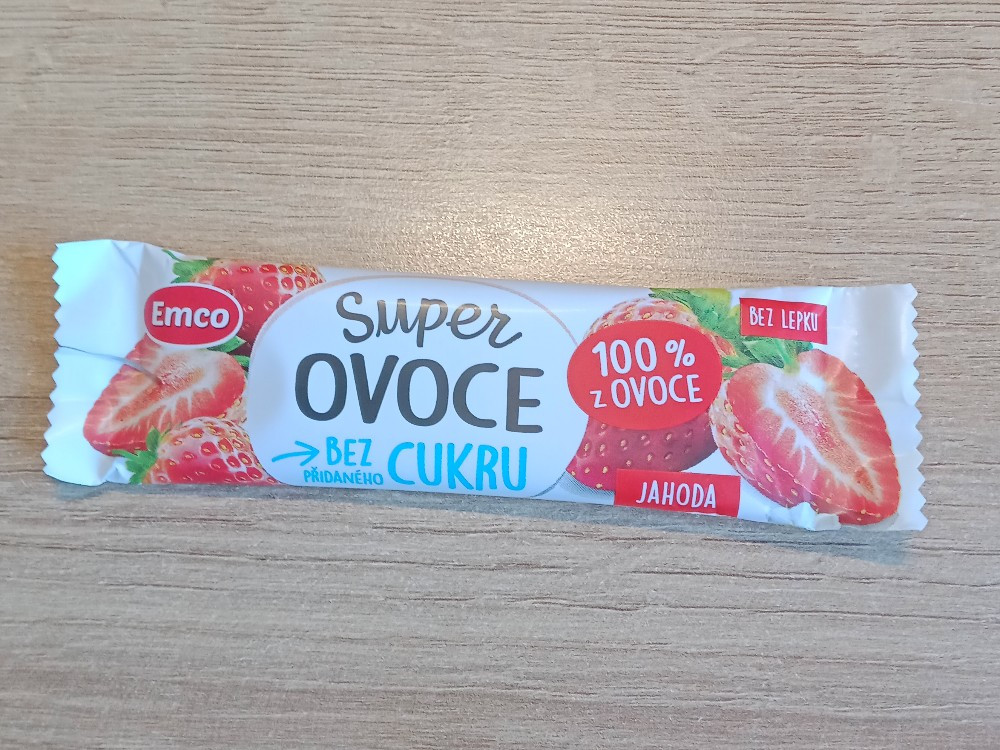 Emco
Super
OVOCE
BEZ
PŘIDANÉHO
CUKRU
100 %
z OVOCE
BEZ LEPKU
JAHODA